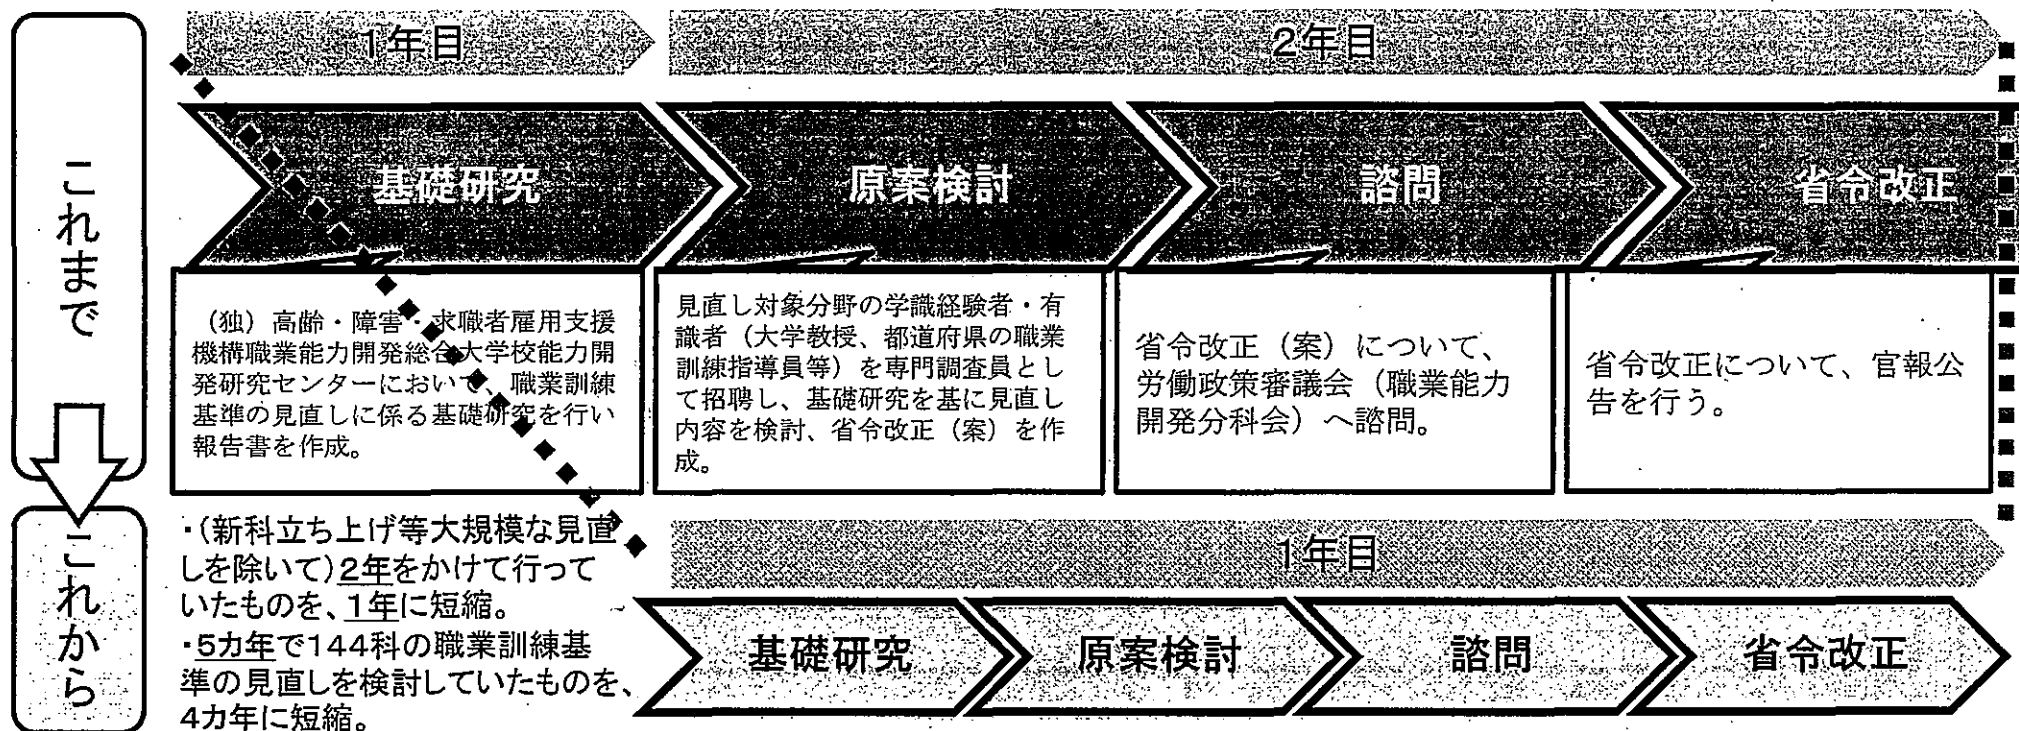 これまで
1年目
2年目
基礎研究
原案検討
諮問
省令改正
（独）高齢・障害・求職者雇用支援
機構職業能力開発総合大学校能力開
発研究センターにおいて、職業訓練
基準の見直しに係る基礎研究を行い
報告書を作成。
見直し対象分野の学識経験者・有
識者（大学教授、都道府県の職業
訓練指導員等）を専門調査員とし
て招聘し、基礎研究を基に見直し
内容を検討、省令改正（案）を作
成。
省令改正（案）について、
労働政策審議会（職業能力
開発分科会）へ諮問。
省令改正について、官報公
告を行う。
これから
・(新科立ち上げ等大規模な見直
しを除いて)2年をかけて行って
いたものを、1年に短縮。
・5カ年で144科の職業訓練基
準の見直しを検討していたものを、
4カ年に短縮。
1年目
基礎研究
原案検討
諮問
省令改正